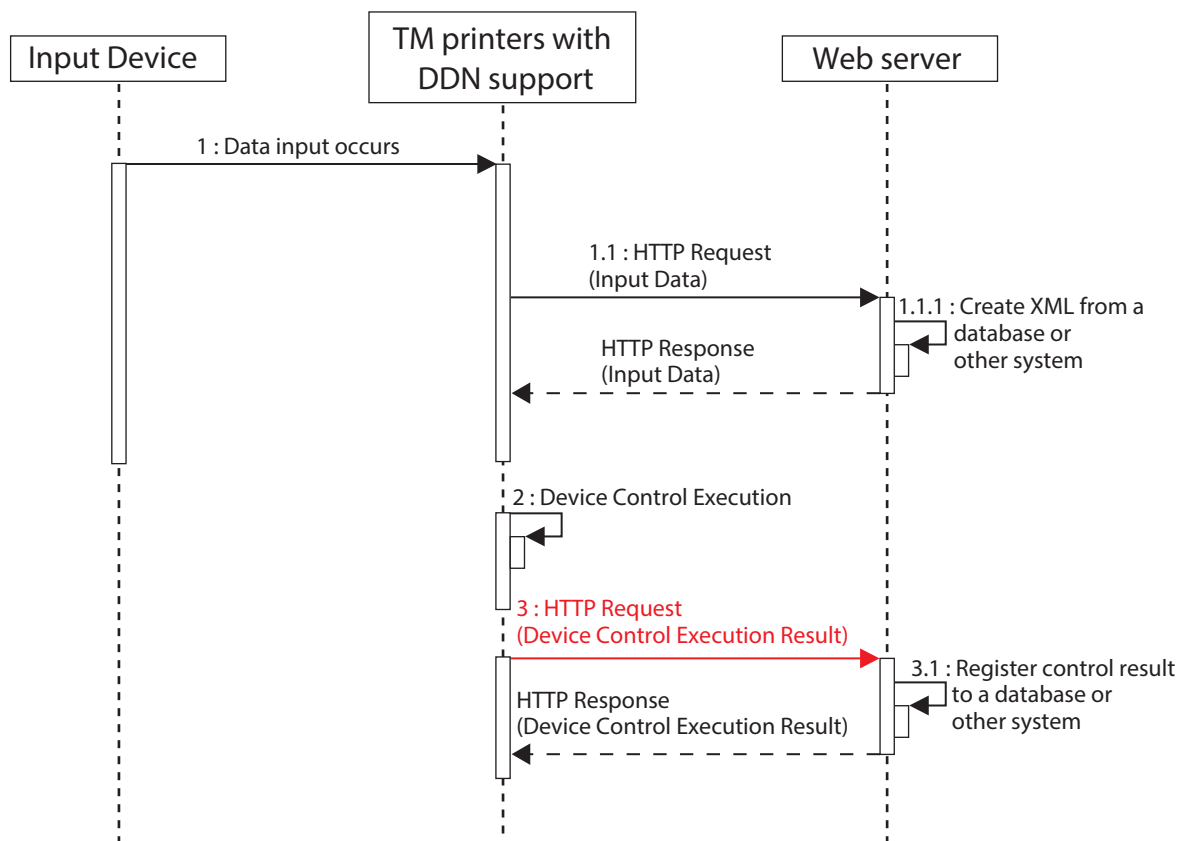 Input Device
TM printers with
DDN support
Web server
1 : Data input occurs
1.1 : HTTP Request
(Input Data)
1.1.1 : Create XML from a
database or
other system
HTTP Response
(Input Data)
2 : Device Control Execution
3 : HTTP Request
(Device Control Execution Result)
3.1 : Register control result
to a database or
other system
HTTP Response
(Device Control Execution Result)